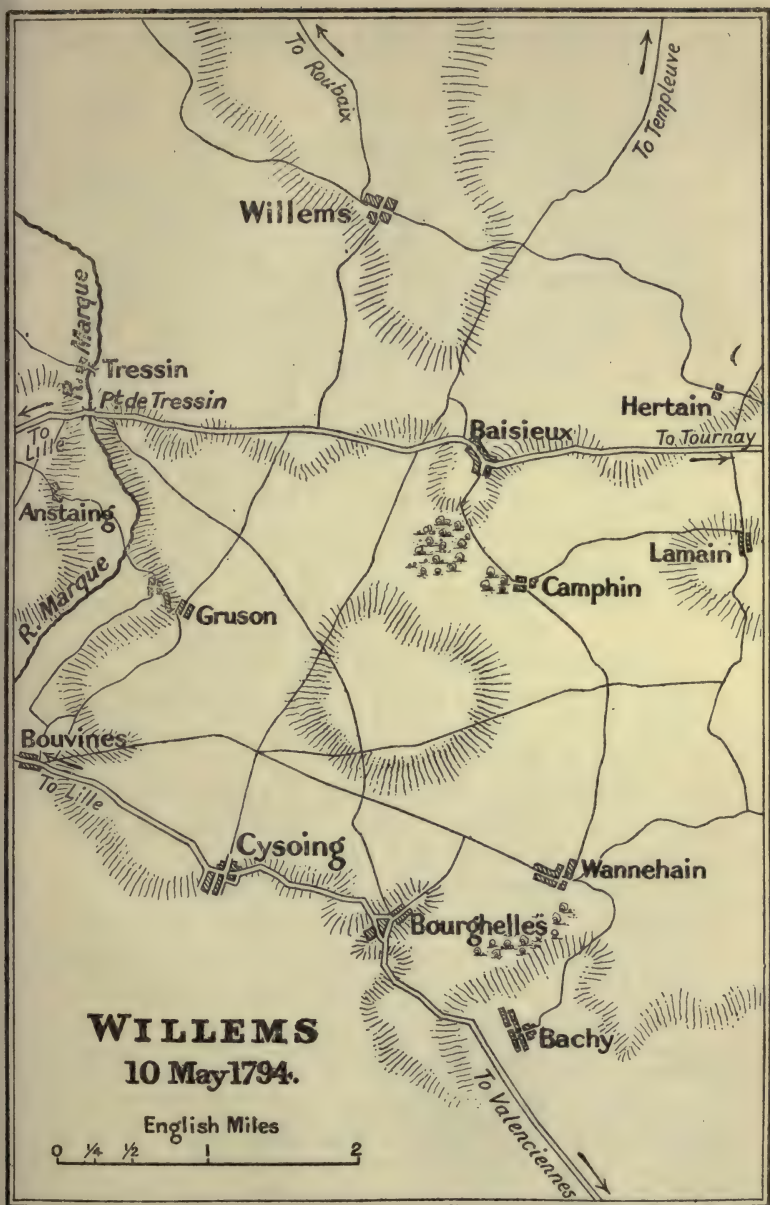 To Roubaix
To Templeuve
Willems
Marque
Tressin
Pt. de Tressin
Hertain
To Lille
Baisieux
To Tournay
Anstaing
Lamain
Camphin
R. Marque
Gruson
Bouvines
To Lille
Cysoing
Wannehain
Bourghelles
WILLEMS
10 May 1794.
Bachy
English Miles
0 1/4 1/2 1 2
To Valenciennes